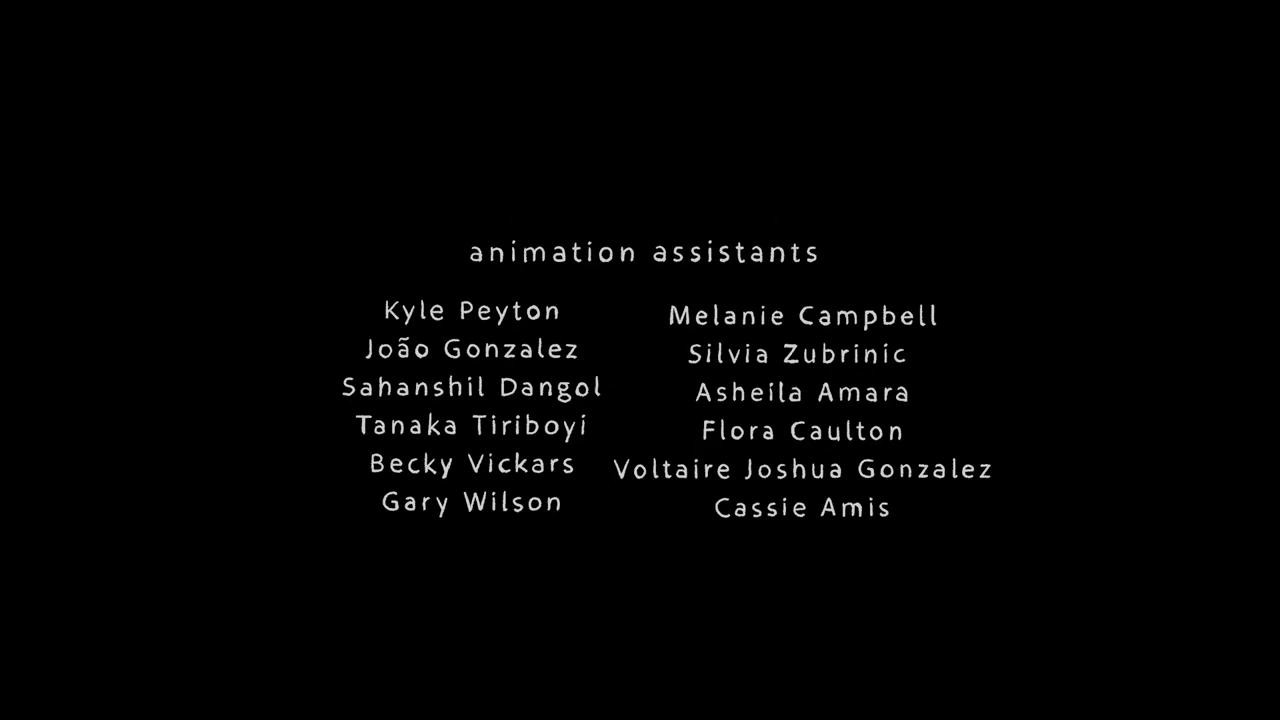 animation assistants
Kyle Peyton
João Gonzalez
Sahanshil Dangol
Tanaka Tiriboyi
Becky Vickars
Gary Wilson
Melanie Campbell
Silvia Zubrinic
Asheila Amara
Flora Caulton
Voltaire Joshua Gonzalez
Cassie Amis